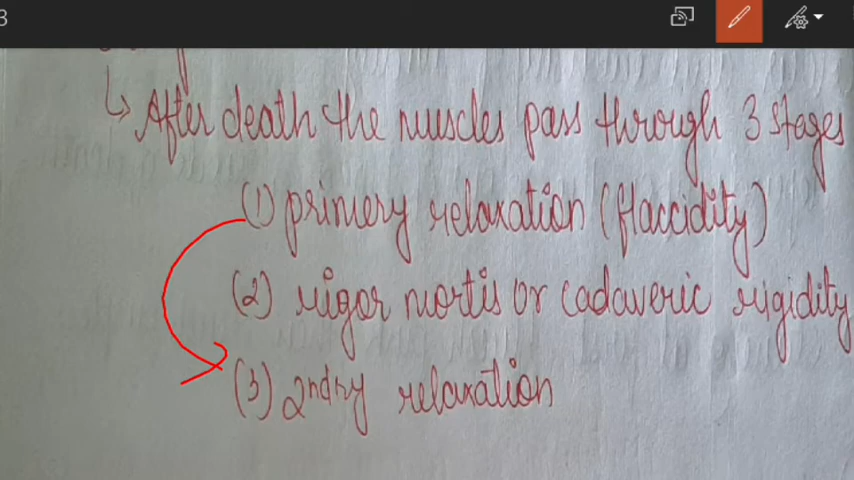 3
↳ After death the muscles pass through 3 stages
(1) primery relaxation (flaccidity)
(2) rigor mortis or cadaveric rigidity
(3) 2ndry relaxation